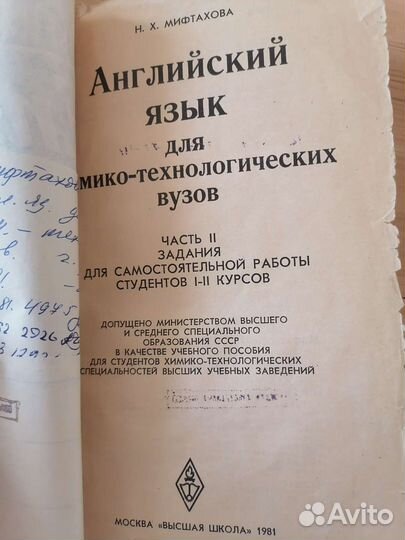 Н. Х. МИФТАХОВА
Английский
язык
для
мико-технологических
вузов
ЧАСТЬ II
ЗАДАНИЯ
ДЛЯ САМОСТОЯТЕЛЬНОЙ РАБОТЫ
СТУДЕНТОВ I-II КУРСОВ
ДОПУЩЕНО МИНИСТЕРСТВОМ ВЫСШЕГО
И СРЕДНЕГО СПЕЦИАЛЬНОГО
ОБРАЗОВАНИЯ СССР
В КАЧЕСТВЕ УЧЕБНОГО ПОСОБИЯ
ДЛЯ СТУДЕНТОВ ХИМИКО-ТЕХНОЛОГИЧЕСКИХ
СПЕЦИАЛЬНОСТЕЙ ВЫСШИХ УЧЕБНЫХ ЗАВЕДЕНИЙ
МОСКВА «ВЫСШАЯ ШКОЛА» 1981
Avito